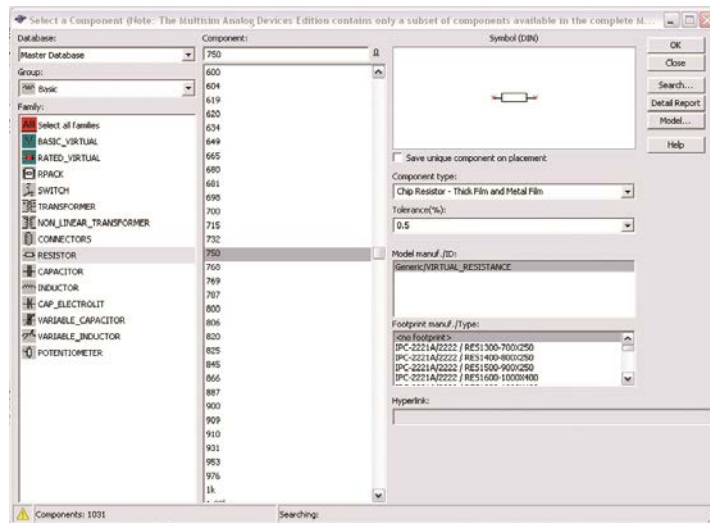 Select a Component (Note: The Multisim Analog Devices Edition contains only a subset of components available in the complete M...
Database:
Master Database
Group:
Basic
Family:
All Select all families
BASIC_VIRTUAL
RATED_VIRTUAL
RPACK
SWITCH
TRANSFORMER
NON_LINEAR_TRANSFORMER
CONNECTORS
RESISTOR
CAPACITOR
INDUCTOR
CAP_ELECTROLIT
VARIABLE_CAPACITOR
VARIABLE_INDUCTOR
POTENTIOMETER
Component:
750
600
604
619
620
634
649
665
680
681
698
700
715
732
750
768
769
787
800
806
820
825
845
866
887
900
909
910
931
953
976
1k
Symbol (DIN)
Save unique component on placement
Component type:
Chip Resistor - Thick Film and Metal Film
Tolerance(%):
0.5
Model manuf./ID:
Generic/VIRTUAL_RESISTANCE
Footprint manuf./Type:
<no footprint>
IPC-2221A/2222 / RES1300-700X250
IPC-2221A/2222 / RES1400-800X250
IPC-2221A/2222 / RES1500-900X250
IPC-2221A/2222 / RES1600-1000X400
Hyperlink:
OK
Close
Search...
Detail Report
Model...
Help
Components: 1031
Searching: